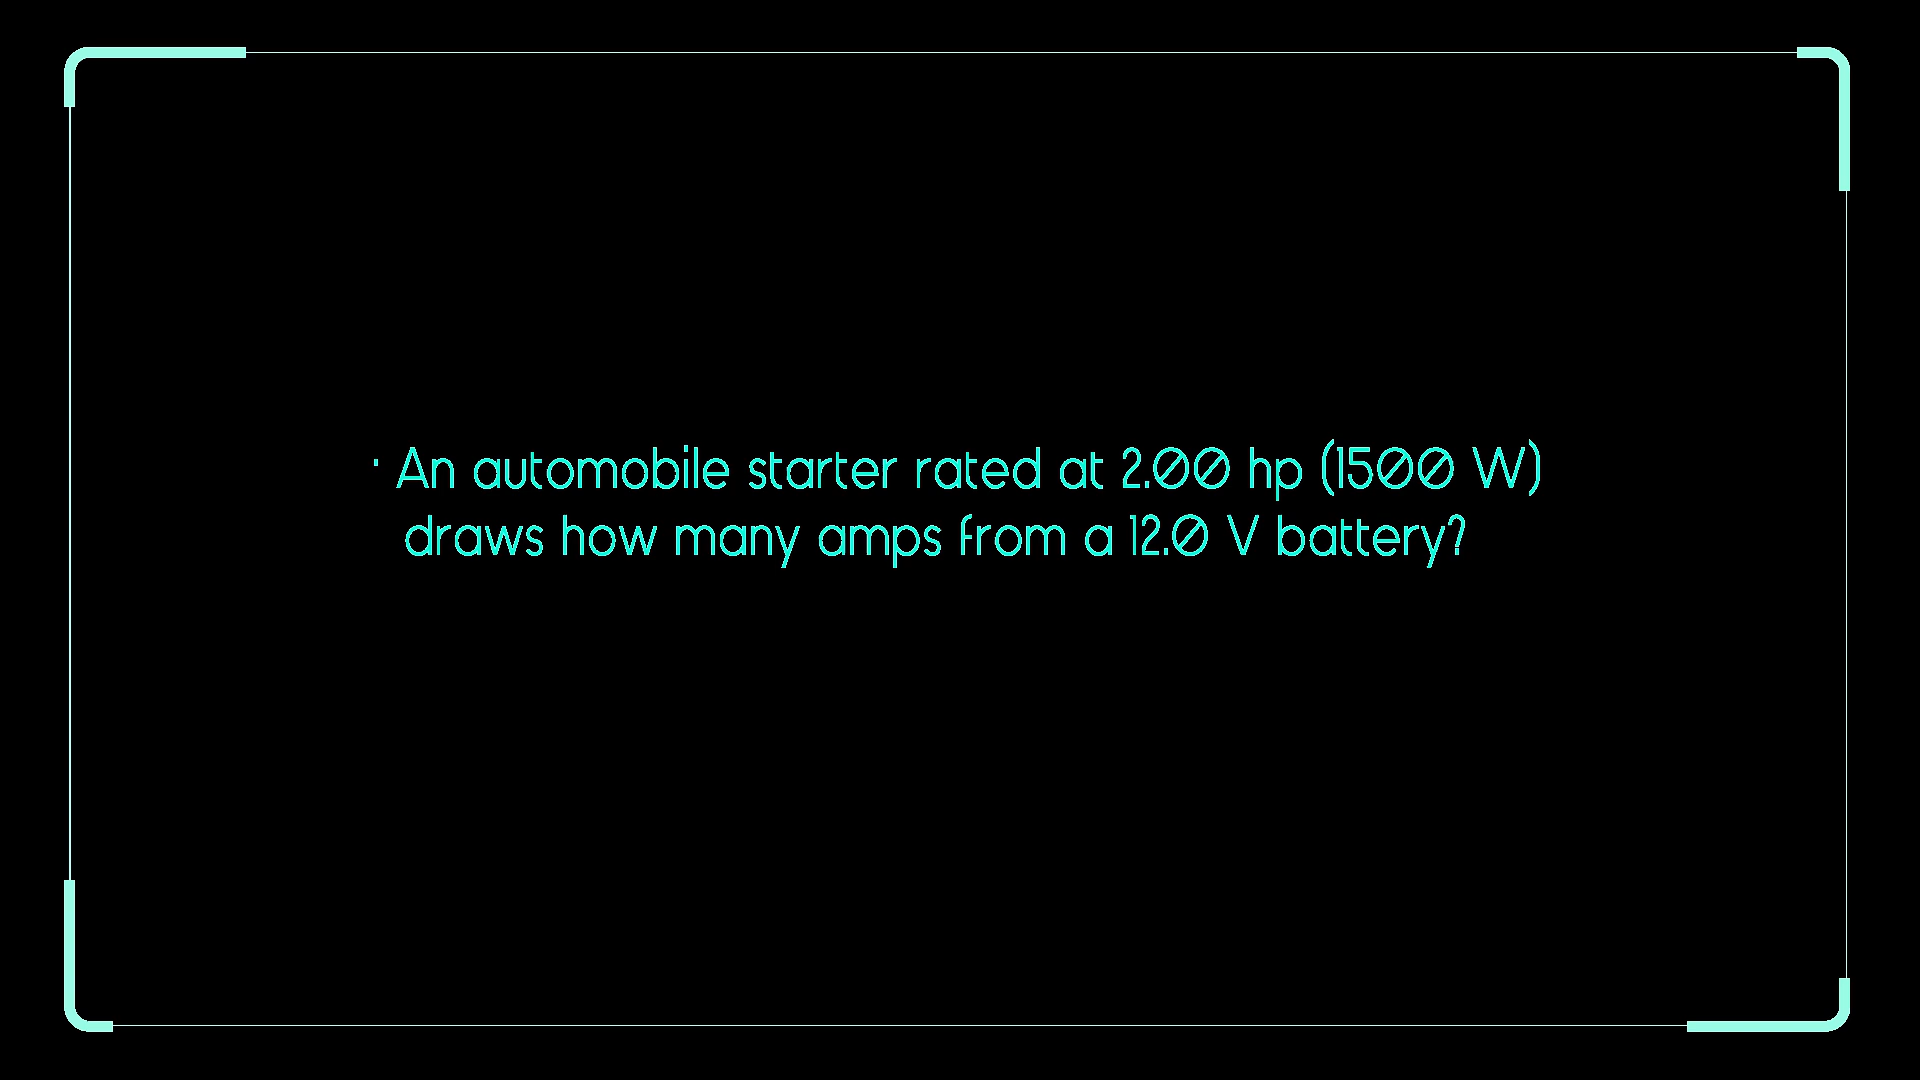 · An automobile starter rated at 2.00 hp (1500 W)
draws how many amps from a 12.0 V battery?